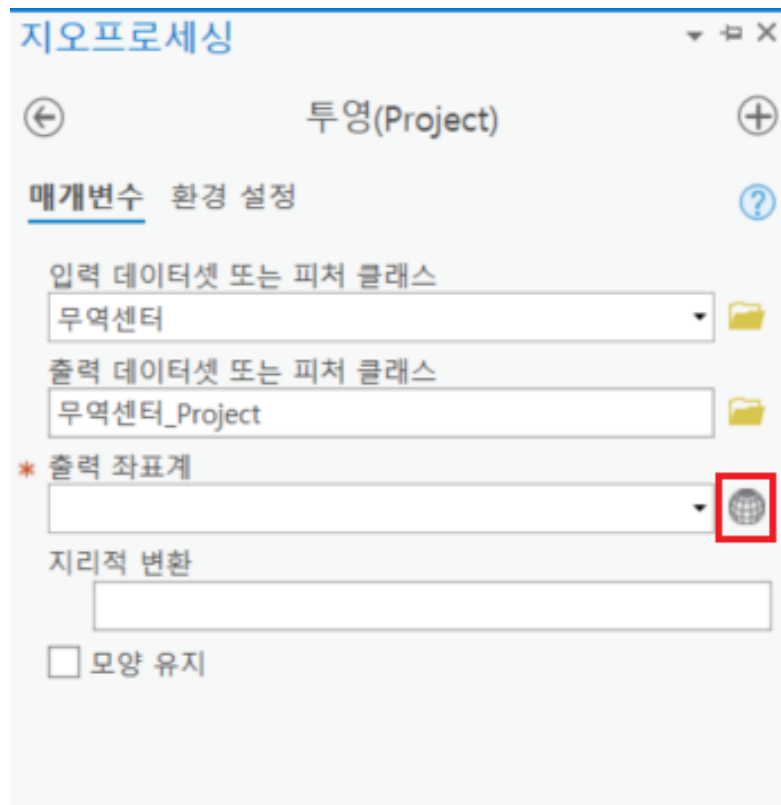 지오프로세싱
투영(Project)
매개변수 환경 설정
입력 데이터셋 또는 피처 클래스
무역센터
출력 데이터셋 또는 피처 클래스
무역센터_Project
* 출력 좌표계
지리적 변환
모양 유지